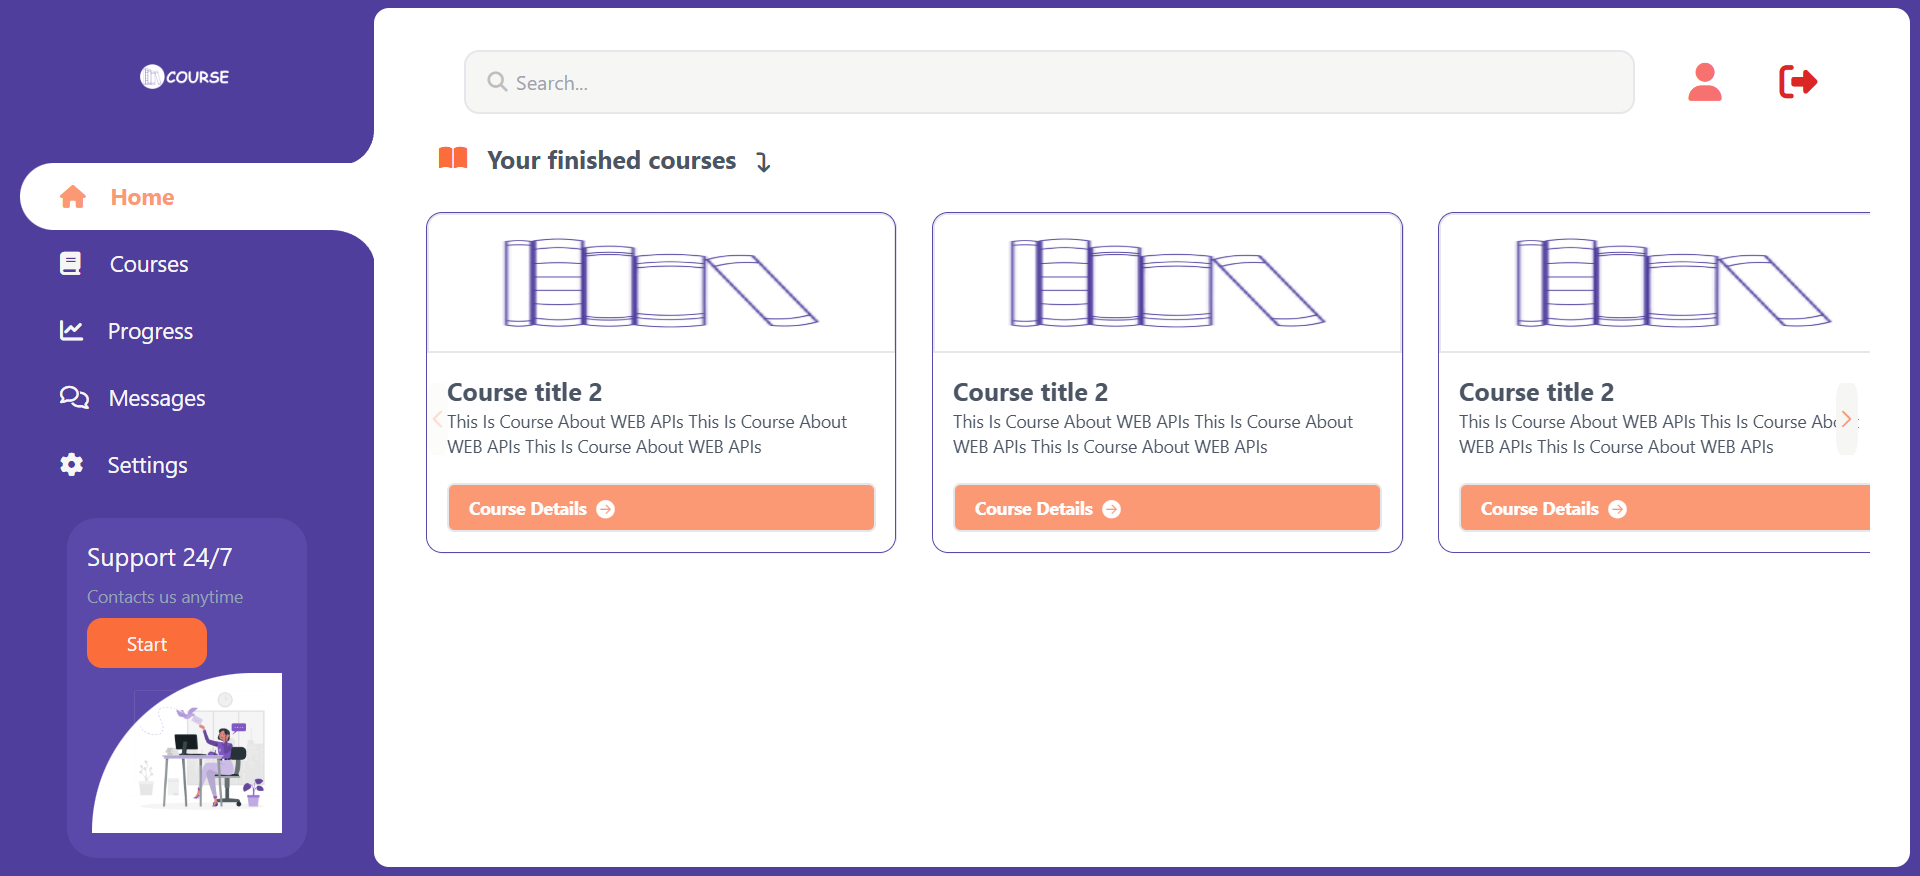 COURSE
Home
Courses
Progress
Messages
Settings
Support 24/7
Contacts us anytime
Start
Search...
Your finished courses
Course title 2
This Is Course About WEB APIs This Is Course About
WEB APIs This Is Course About WEB APIs
Course Details
Course title 2
This Is Course About WEB APIs This Is Course About
WEB APIs This Is Course About WEB APIs
Course Details
Course title 2
This Is Course About WEB APIs This Is Course
WEB APIs This Is Course About WEB APIs
Course Details